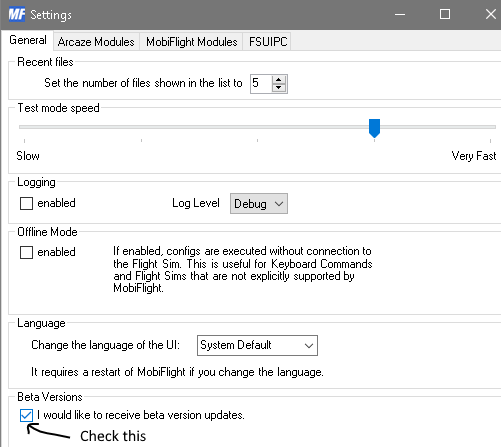 MF Settings
General Arcaze Modules MobiFlight Modules FSUIPC
Recent files
Set the number of files shown in the list to 5
Test mode speed
Slow Very Fast
Logging
enabled Log Level Debug
Offline Mode
enabled
If enabled, configs are executed without connection to
the Flight Sim. This is useful for Keyboard Commands
and Flight Sims that are not explicitly supported by
MobiFlight.
Language
Change the language of the UI: System Default
It requires a restart of MobiFlight if you change the language.
Beta Versions
I would like to receive beta version updates.
Check this